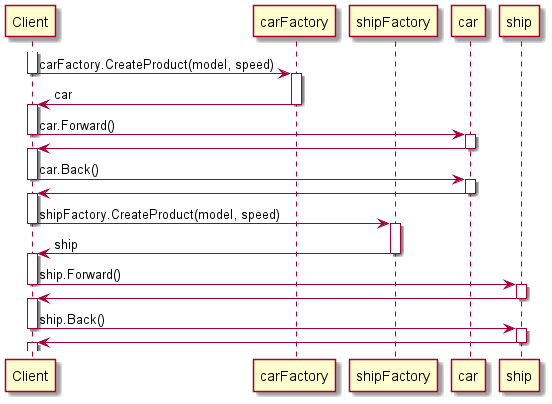 Client carFactory shipFactory car ship
carFactory.CreateProduct(model, speed)
car
car.Forward()
car.Back()
shipFactory.CreateProduct(model, speed)
ship
ship.Forward()
ship.Back()
Client carFactory shipFactory car ship